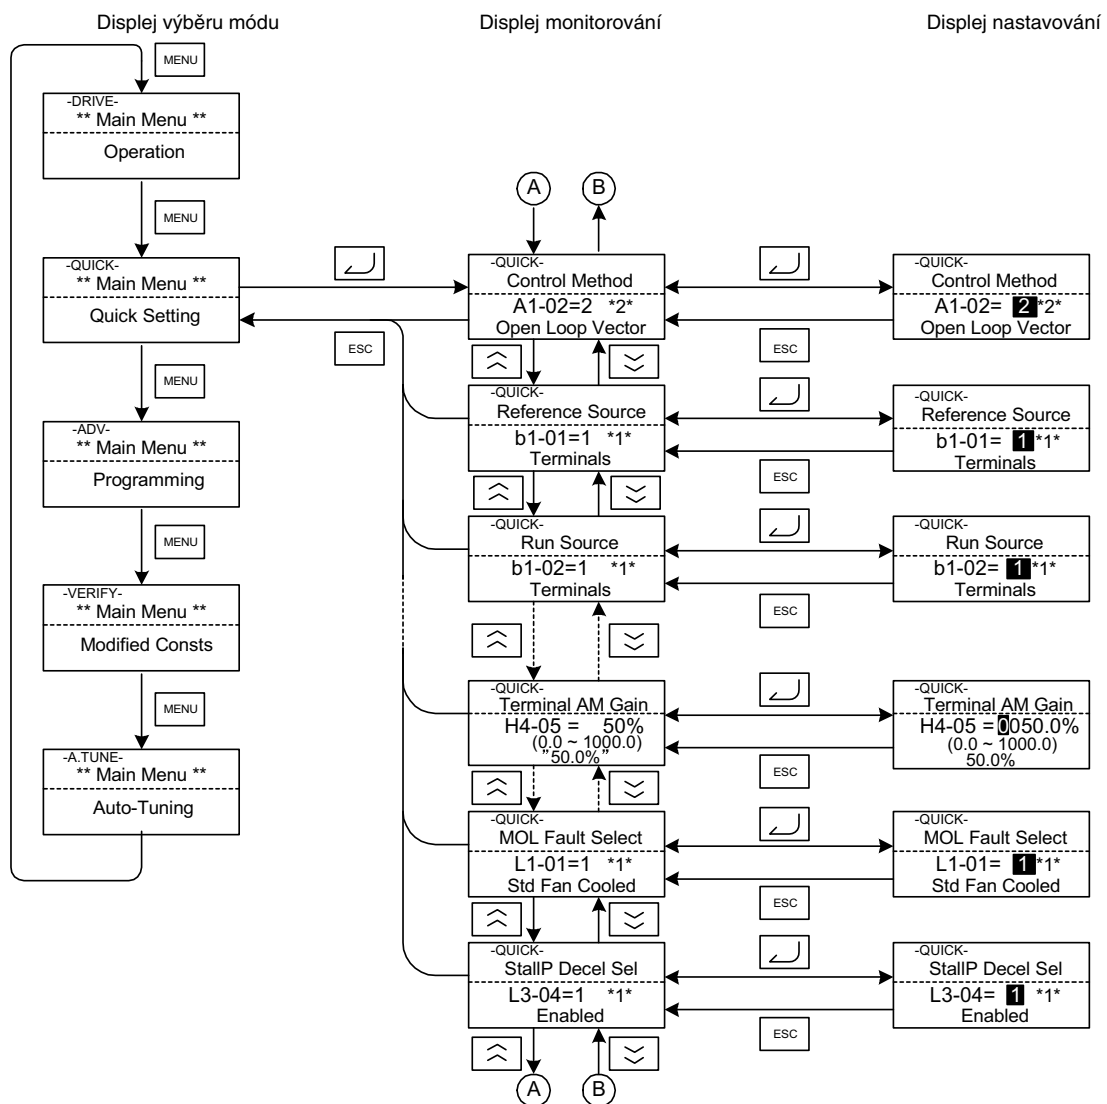 Displej výběru módu
Displej monitorování
Displej nastavování
MENU
-DRIVE-
** Main Menu **
Operation
MENU
-QUICK-
** Main Menu **
Quick Setting
MENU
-ADV-
** Main Menu **
Programming
MENU
-VERIFY-
** Main Menu **
Modified Consts
MENU
-A.TUNE-
** Main Menu **
Auto-Tuning
ESC
A
B
-QUICK-
Control Method
A1-02=2 *2*
Open Loop Vector
ESC
-QUICK-
Control Method
A1-02= 2 *2*
Open Loop Vector
-QUICK-
Reference Source
b1-01=1 *1*
Terminals
ESC
-QUICK-
Reference Source
b1-01= 1 *1*
Terminals
-QUICK-
Run Source
b1-02=1 *1*
Terminals
ESC
-QUICK-
Run Source
b1-02= 1 *1*
Terminals
-QUICK-
Terminal AM Gain
H4-05 = 50%
(0.0 ~ 1000.0)
"50.0%"
ESC
-QUICK-
Terminal AM Gain
H4-05 =0050.0%
(0.0 ~ 1000.0)
50.0%
-QUICK-
MOL Fault Select
L1-01=1 *1*
Std Fan Cooled
ESC
-QUICK-
MOL Fault Select
L1-01= 1 *1*
Std Fan Cooled
-QUICK-
StallP Decel Sel
L3-04=1 *1*
Enabled
ESC
-QUICK-
StallP Decel Sel
L3-04= 1 *1*
Enabled
A
B